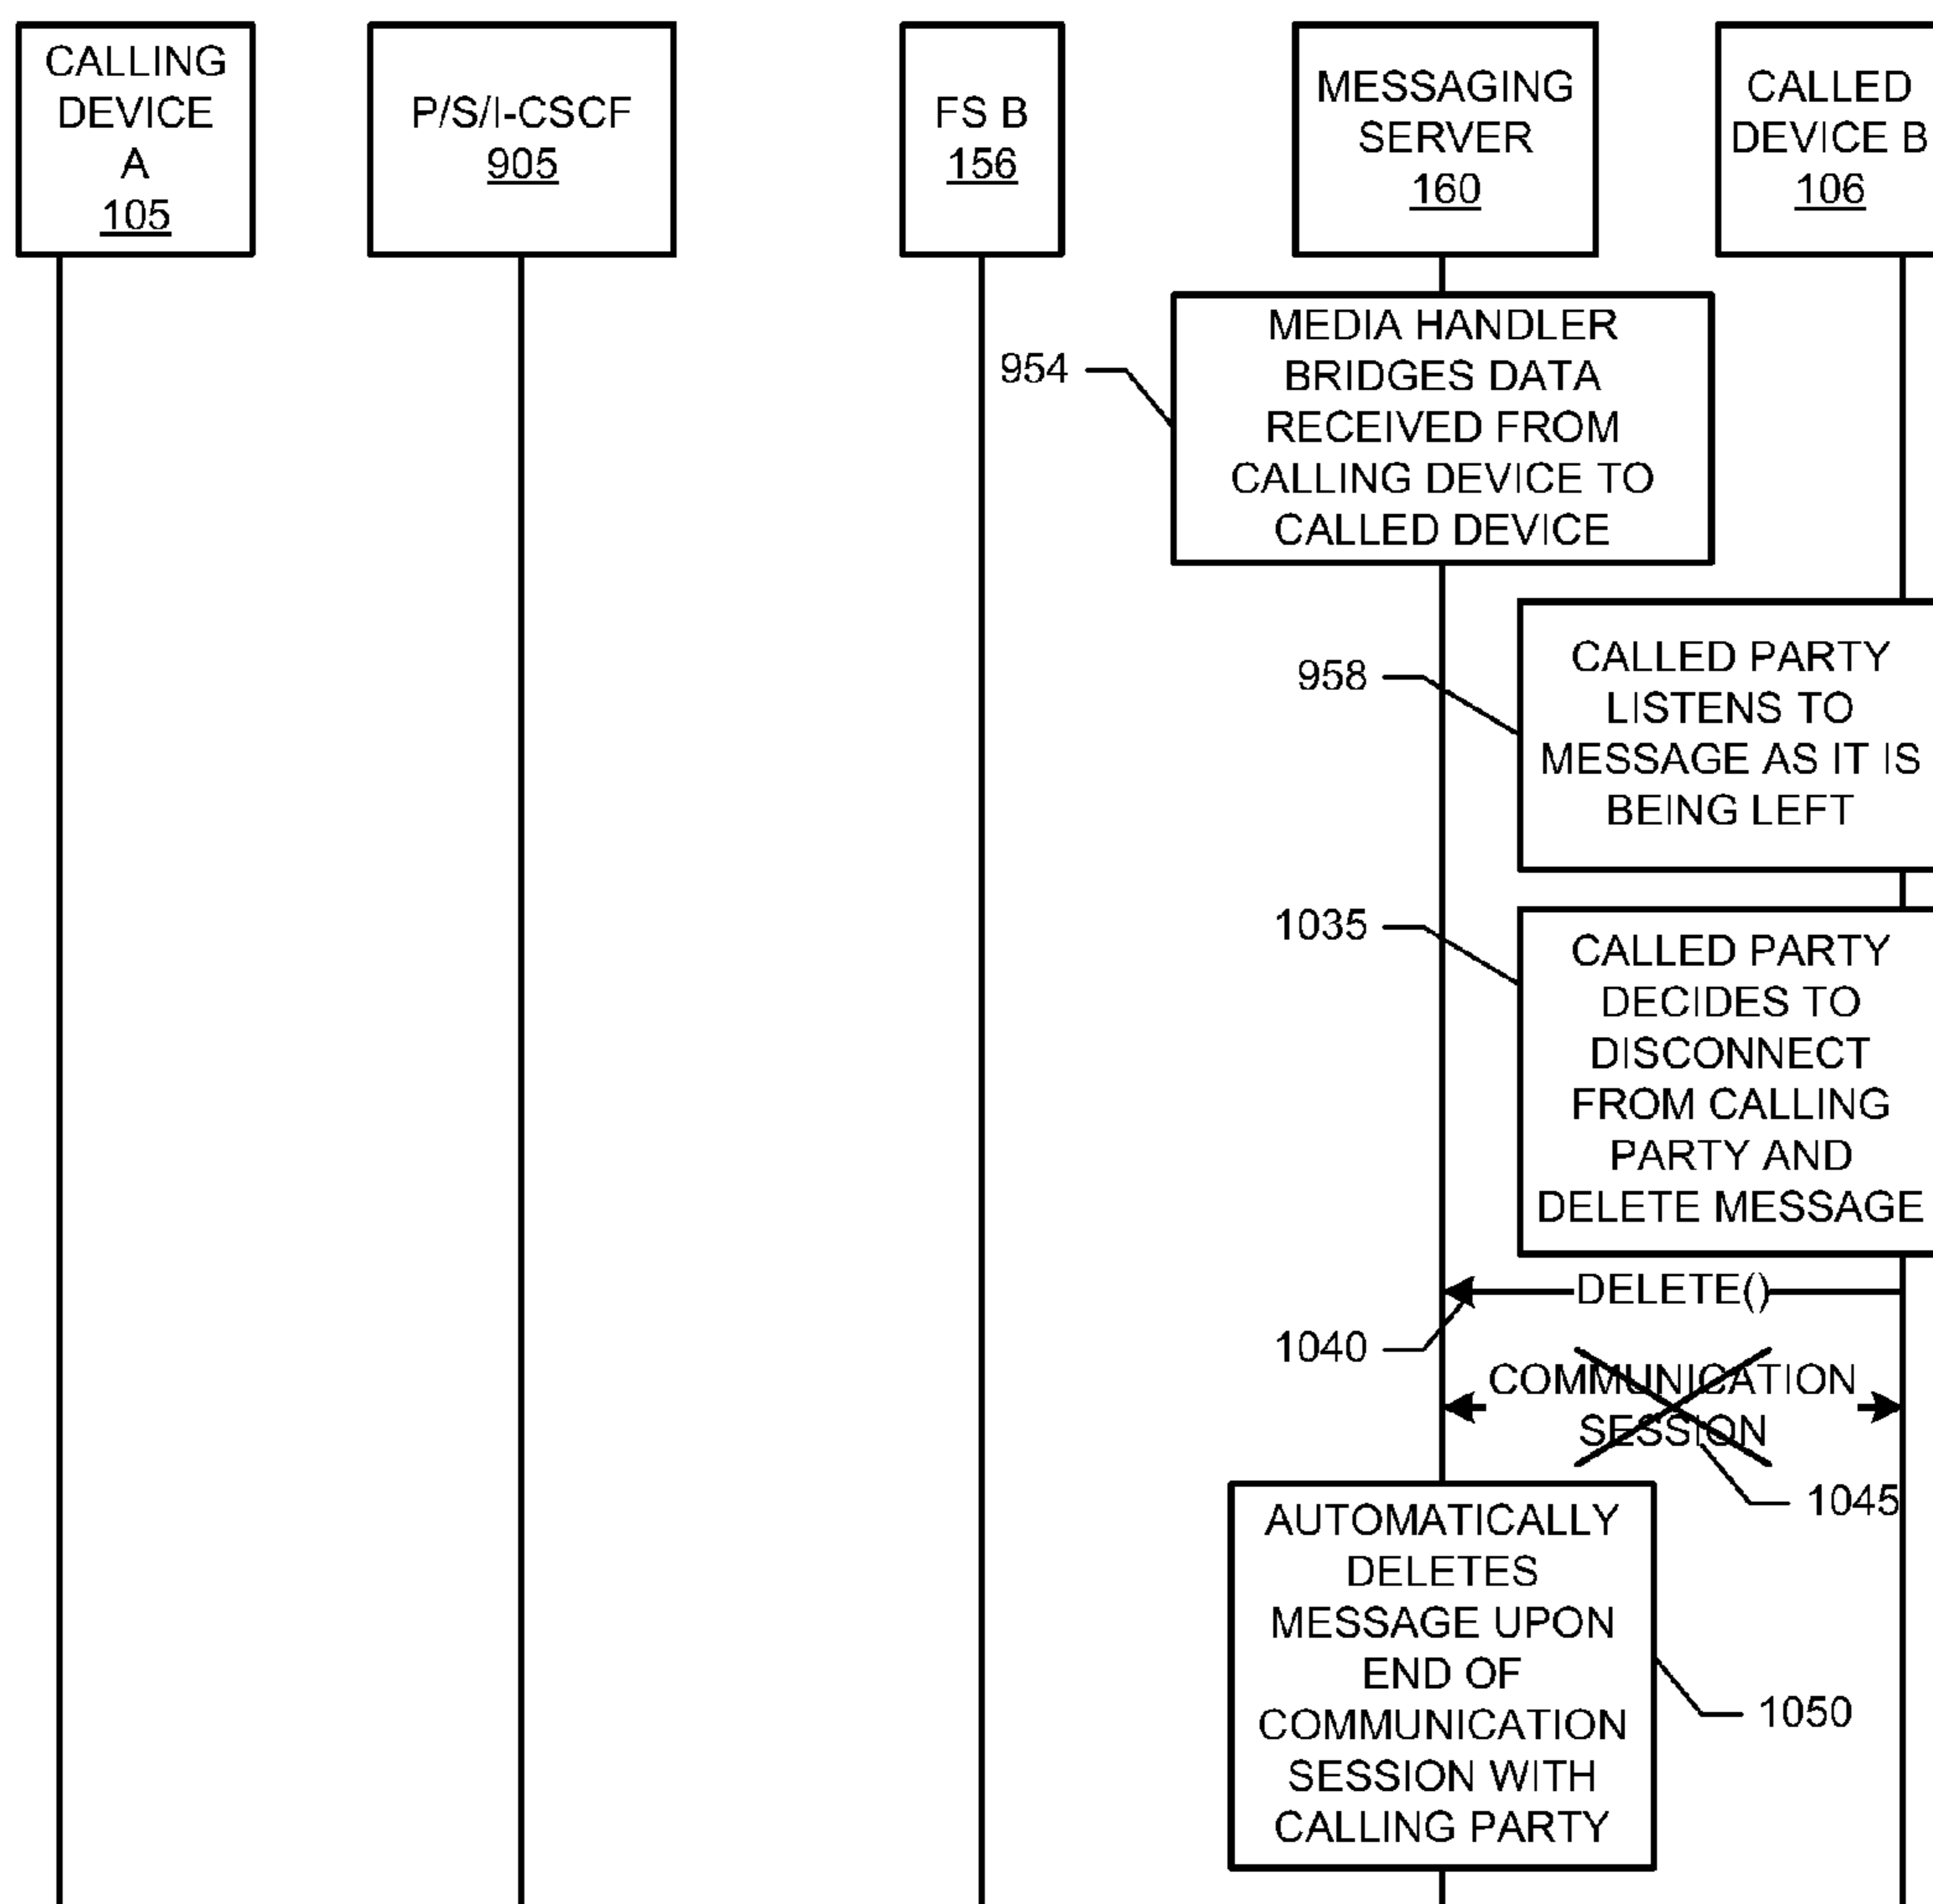 CALLING
DEVICE
A
105
P/S/I-CSCF
905
FS B
156
MESSAGING
SERVER
160
CALLED
DEVICE B
106
954
MEDIA HANDLER
BRIDGES DATA
RECEIVED FROM
CALLING DEVICE TO
CALLED DEVICE
958
CALLED PARTY
LISTENS TO
MESSAGE AS IT IS
BEING LEFT
1035
CALLED PARTY
DECIDES TO
DISCONNECT
FROM CALLING
PARTY AND
DELETE MESSAGE
DELETE()
1040
COMMUNICATION
SESSION
1045
AUTOMATICALLY
DELETES
MESSAGE UPON
END OF
COMMUNICATION
SESSION WITH
CALLING PARTY
1050